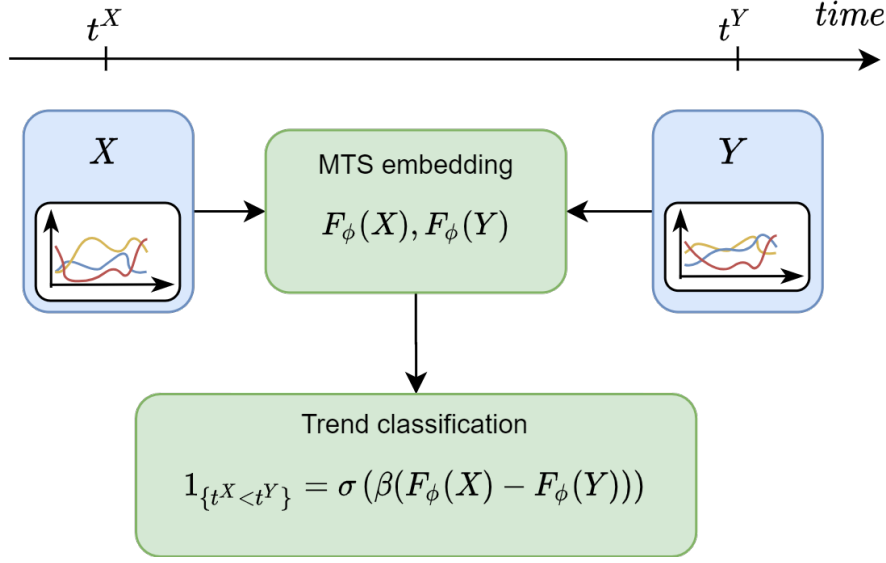 t^X t^Y time
X
Y
MTS embedding
F_ϕ(X), F_ϕ(Y)
Trend classification
1_{t^X<t^Y} = σ (β(F_ϕ(X) − F_ϕ(Y)))